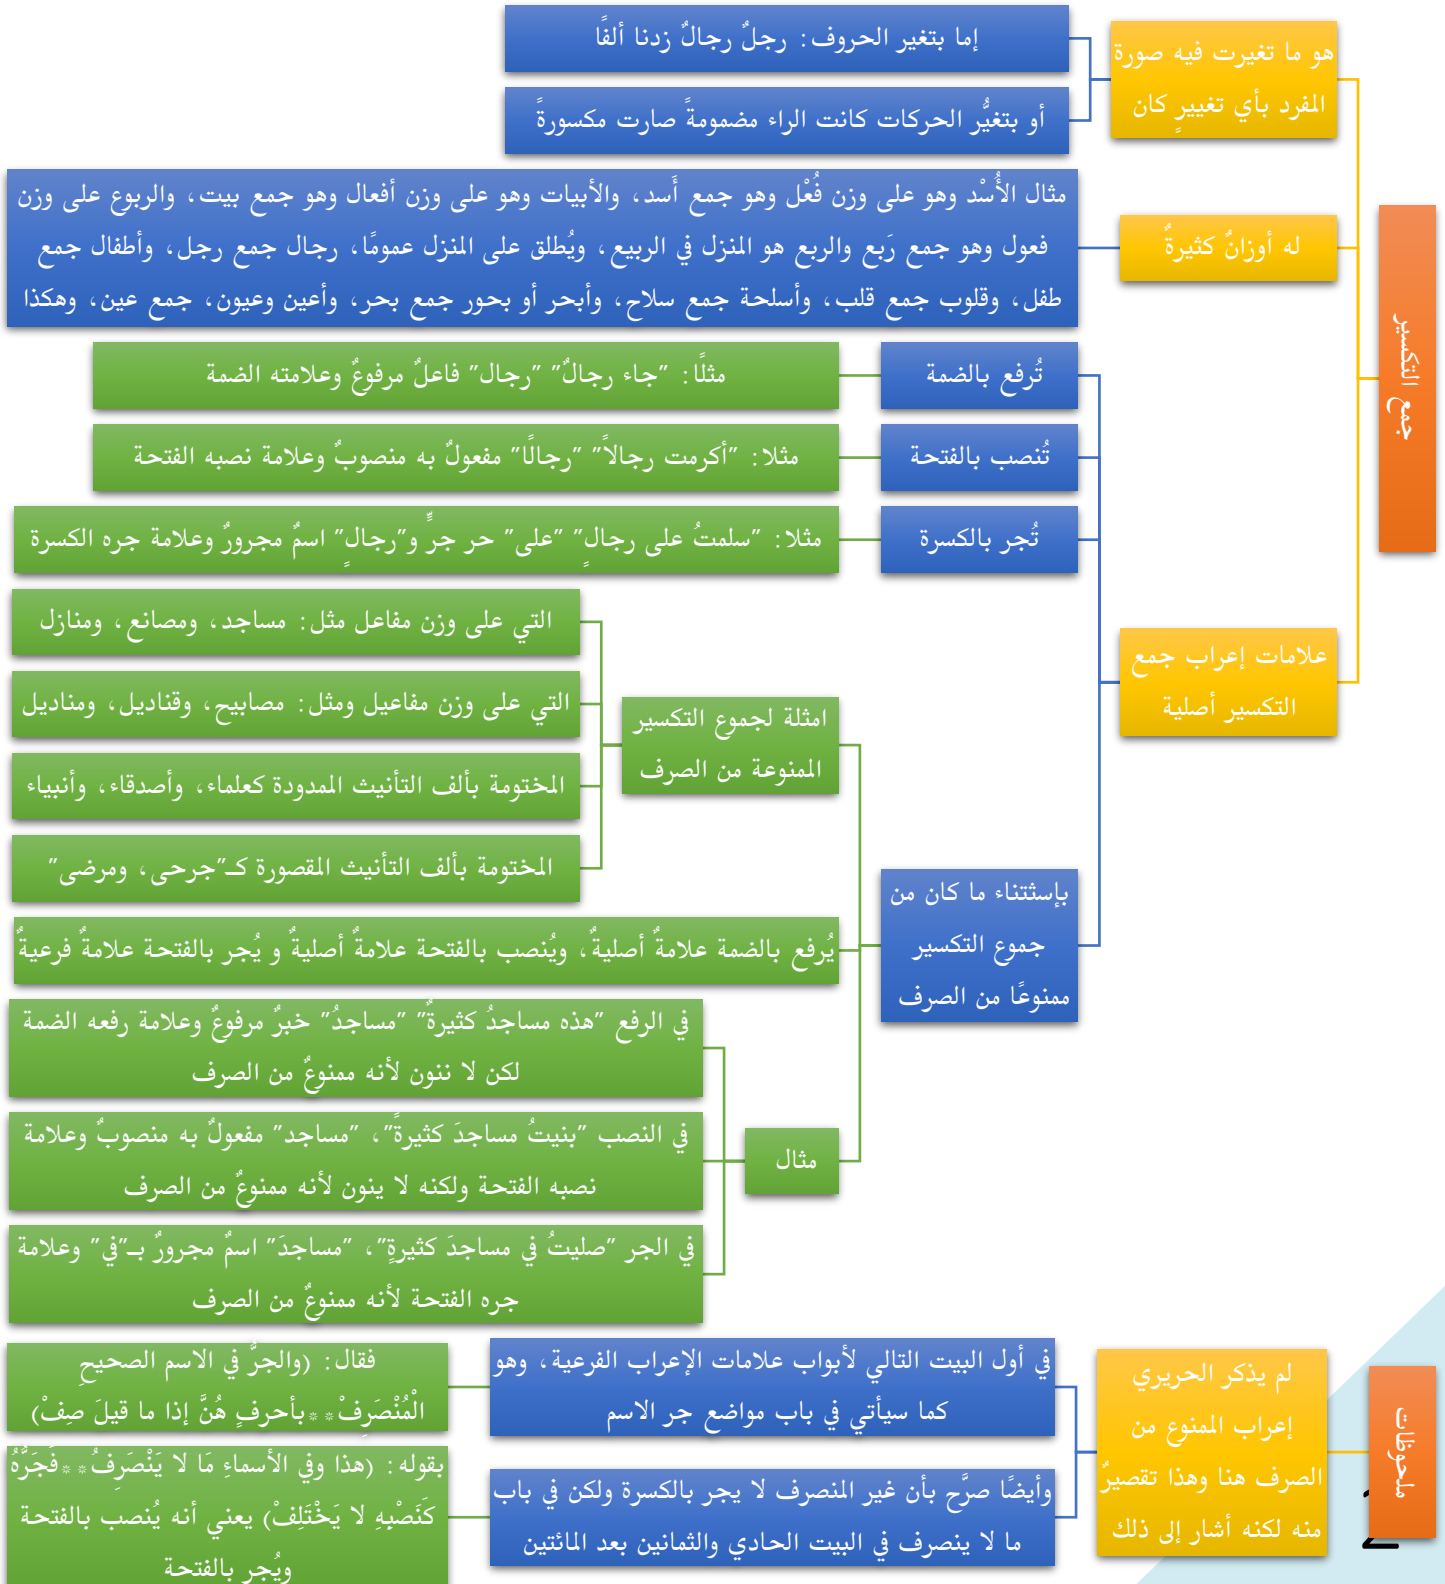 جمع التكسير
هو ما تغيرت فيه صورة
المفرد بأي تغييرٍ كان
إما بتغير الحروف: رجلٌ رجالٌ زدنا ألفًا
أو بتغيُّر الحركات كانت الراء مضمومةً صارت مكسورةً
له أوزانٌ كثيرةٌ
مثال الأُسْد وهو على وزن فُعْل وهو جمع أَسد، والأبيات وهو على وزن أفعال وهو جمع بيت، والربوع على وزن
فعول وهو جمع رَبع والربع هو المنزل في الربيع، ويُطلق على المنزل عمومًا، رجال جمع رجل، وأطفال جمع
طفل، وقلوب جمع قلب، وأسلحة جمع سلاح، وأبحر أو بحور جمع بحر، وأعين وعيون، جمع عين، وهكذا
علامات إعراب جمع
التكسير أصلية
تُرفع بالضمة
مثلًا: "جاء رجالٌ" "رجال" فاعلٌ مرفوعٌ وعلامته الضمة
تُنصب بالفتحة
مثلا: "أكرمت رجالاً" "رجالًا" مفعولٌ به منصوبٌ وعلامة نصبه الفتحة
تُجر بالكسرة
مثلا: "سلمتُ على رجالٍ" "على" حر جرٍّ و"رجالٍ" اسمٌ مجرورٌ وعلامة جره الكسرة
بإستثناء ما كان من
جموع التكسير
ممنوعًا من الصرف
امثلة لجموع التكسير
الممنوعة من الصرف
التي على وزن مفاعل مثل: مساجد، ومصانع، ومنازل
التي على وزن مفاعيل ومثل: مصابيح، وقناديل، ومناديل
المختومة بألف التأنيث الممدودة كعلماء، وأصدقاء، وأنبياء
المختومة بألف التأنيث المقصورة كـ"جرحى، ومرضى"
يُرفع بالضمة علامةٌ أصليةٌ، ويُنصب بالفتحة علامةٌ أصليةٌ و يُجر بالفتحة علامةٌ فرعيةٌ
مثال
في الرفع "هذه مساجدُ كثيرةٌ" "مساجدُ" خبرٌ مرفوعٌ وعلامة رفعه الضمة
لكن لا ننون لأنه ممنوعٌ من الصرف
في النصب "بنيتُ مساجدَ كثيرةً"، "مساجد" مفعولٌ به منصوبٌ وعلامة
نصبه الفتحة ولكنه لا ينون لأنه ممنوعٌ من الصرف
في الجر "صليتُ في مساجدَ كثيرةٍ"، "مساجدَ" اسمٌ مجرورٌ بـ"في" وعلامة
جره الفتحة لأنه ممنوعٌ من الصرف
ملحوظات
لم يذكر الحريري
إعراب الممنوع من
الصرف هنا وهذا تقصيرٌ
منه لكنه أشار إلى ذلك
في أول البيت التالي لأبواب علامات الإعراب الفرعية، وهو
كما سيأتي في باب مواضع جر الاسم
فقال: (والجرُّ في الاسم الصحيحِ
الْمُنْصَرِفْ ** بأحرفٍ هُنَّ إذا ما قيلَ صِفْ)
وأيضًا صرَّح بأن غير المنصرف لا يجر بالكسرة ولكن في باب
ما لا ينصرف في البيت الحادي والثمانين بعد المائتين
بقوله: (هذا وفي الأسماءِ مَا لا يَنْصَرِفُ ** فَجَرُّهُ
كَنَصْبِهِ لا يَخْتَلِفْ) يعني أنه يُنصب بالفتحة
ويُجر بالفتحة